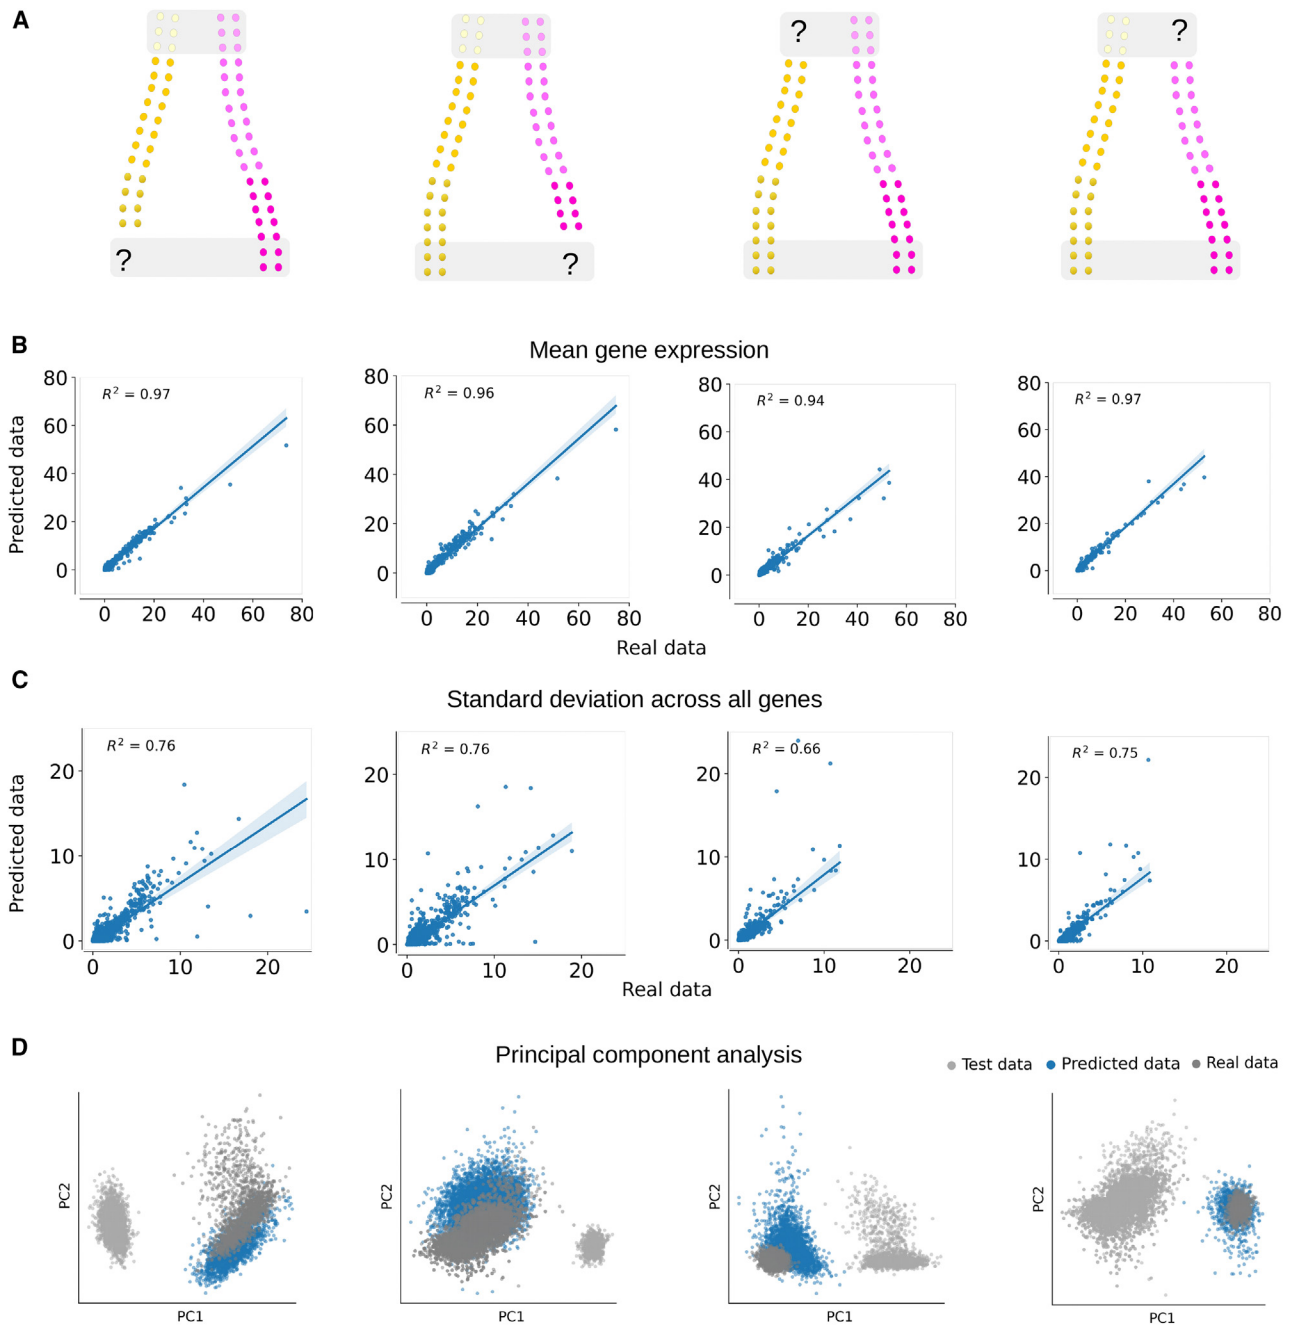 A
? ? 
?
?
B
Mean gene expression
R² = 0.97
R² = 0.96
R² = 0.94
R² = 0.97
Predicted data
80
60
40
20
0
0 20 40 60 80
80
60
40
20
0
0 20 40 60 80
80
60
40
20
0
0 20 40 60 80
80
60
40
20
0
0 20 40 60 80
Real data
C
Standard deviation across all genes
R² = 0.76
R² = 0.76
R² = 0.66
R² = 0.75
Predicted data
20
10
0
0 10 20
20
10
0
0 10 20
20
10
0
0 10 20
20
10
0
0 10 20
Real data
D
Principal component analysis
Test data Predicted data Real data
PC2
PC1
PC2
PC1
PC2
PC1
PC2
PC1